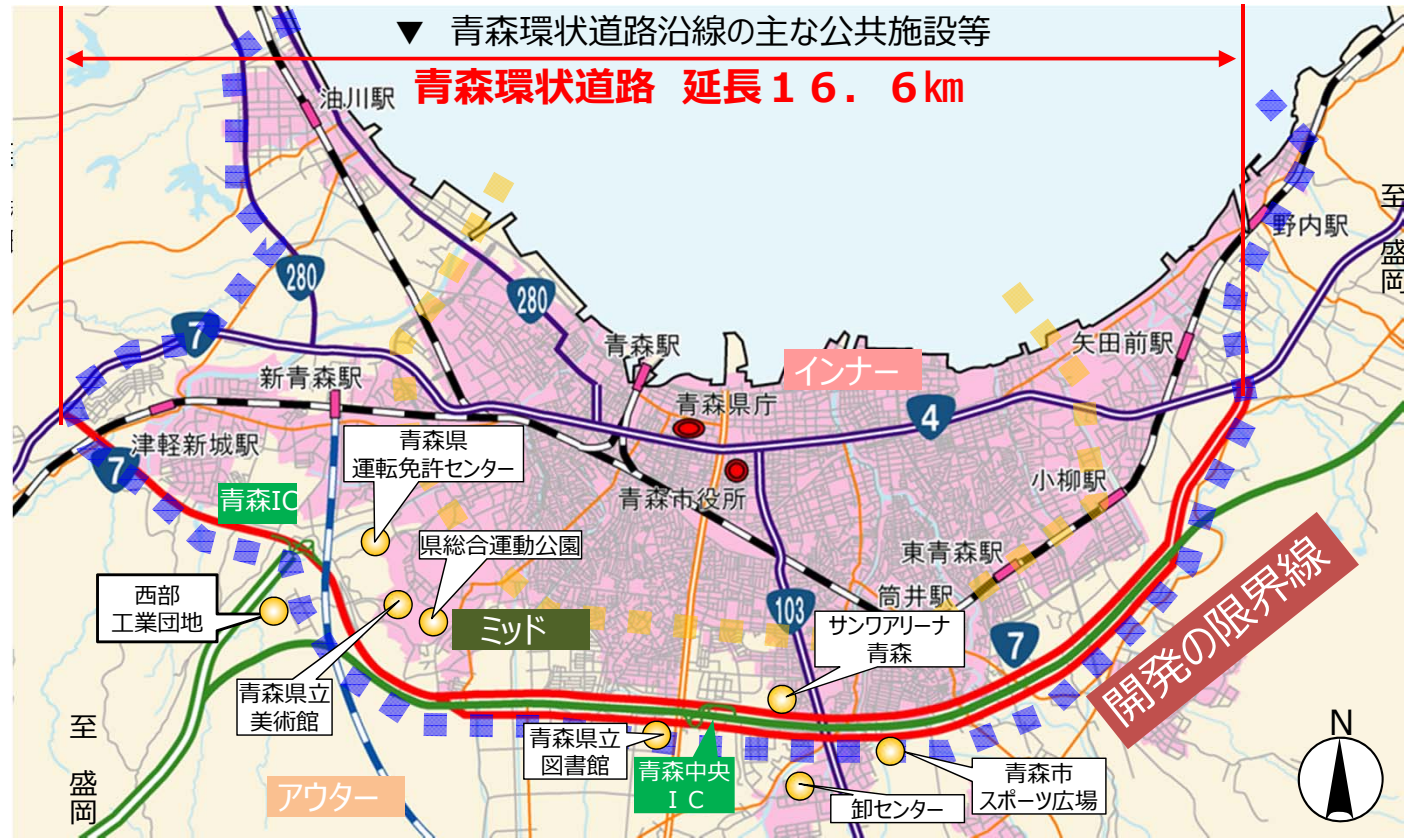 ▼ 青森環状道路沿線の主な公共施設等
青森環状道路 延長１６．６㎞
油川駅
至 盛岡
野内駅
280
280
7
青森駅
矢田前駅
新青森駅
インナー
青森県庁
4
津軽新城駅
青森県
運転免許センター
7
青森IC
青森市役所
小柳駅
県総合運動公園
東青森駅
開発の限界線
西部
工業団地
筒井駅
103
ミッド
サンワアリーナ
青森
7
青森県立
美術館
至 盛岡
青森県立
図書館
青森中央
ＩＣ
N
アウター
卸センター
青森市
スポーツ広場